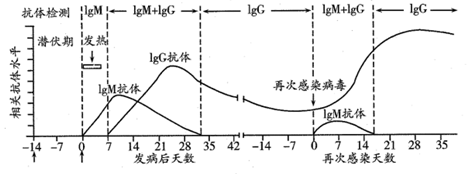 抗体检测 IgM IgM+IgG IgG IgM+IgG IgG
潜伏期
发热
相关抗体水平
IgG抗体
IgM抗体
再次感染病毒
IgM抗体
-14 -7 0 7 14 21 28 35 42 -14 -7 0 7 14 21 28 35
发病后天数 再次感染天数